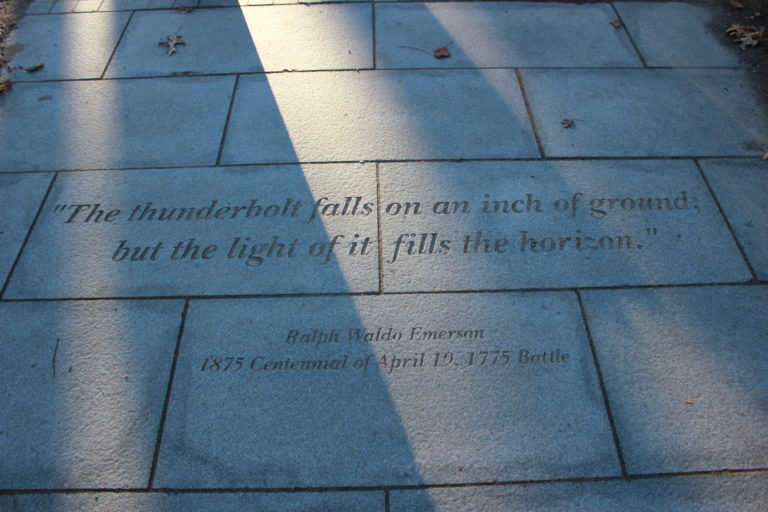 "The thunderbolt falls on an inch of ground;
but the light of it fills the horizon."
Ralph Waldo Emerson
1875 Centennial of April 19, 1775 Battle